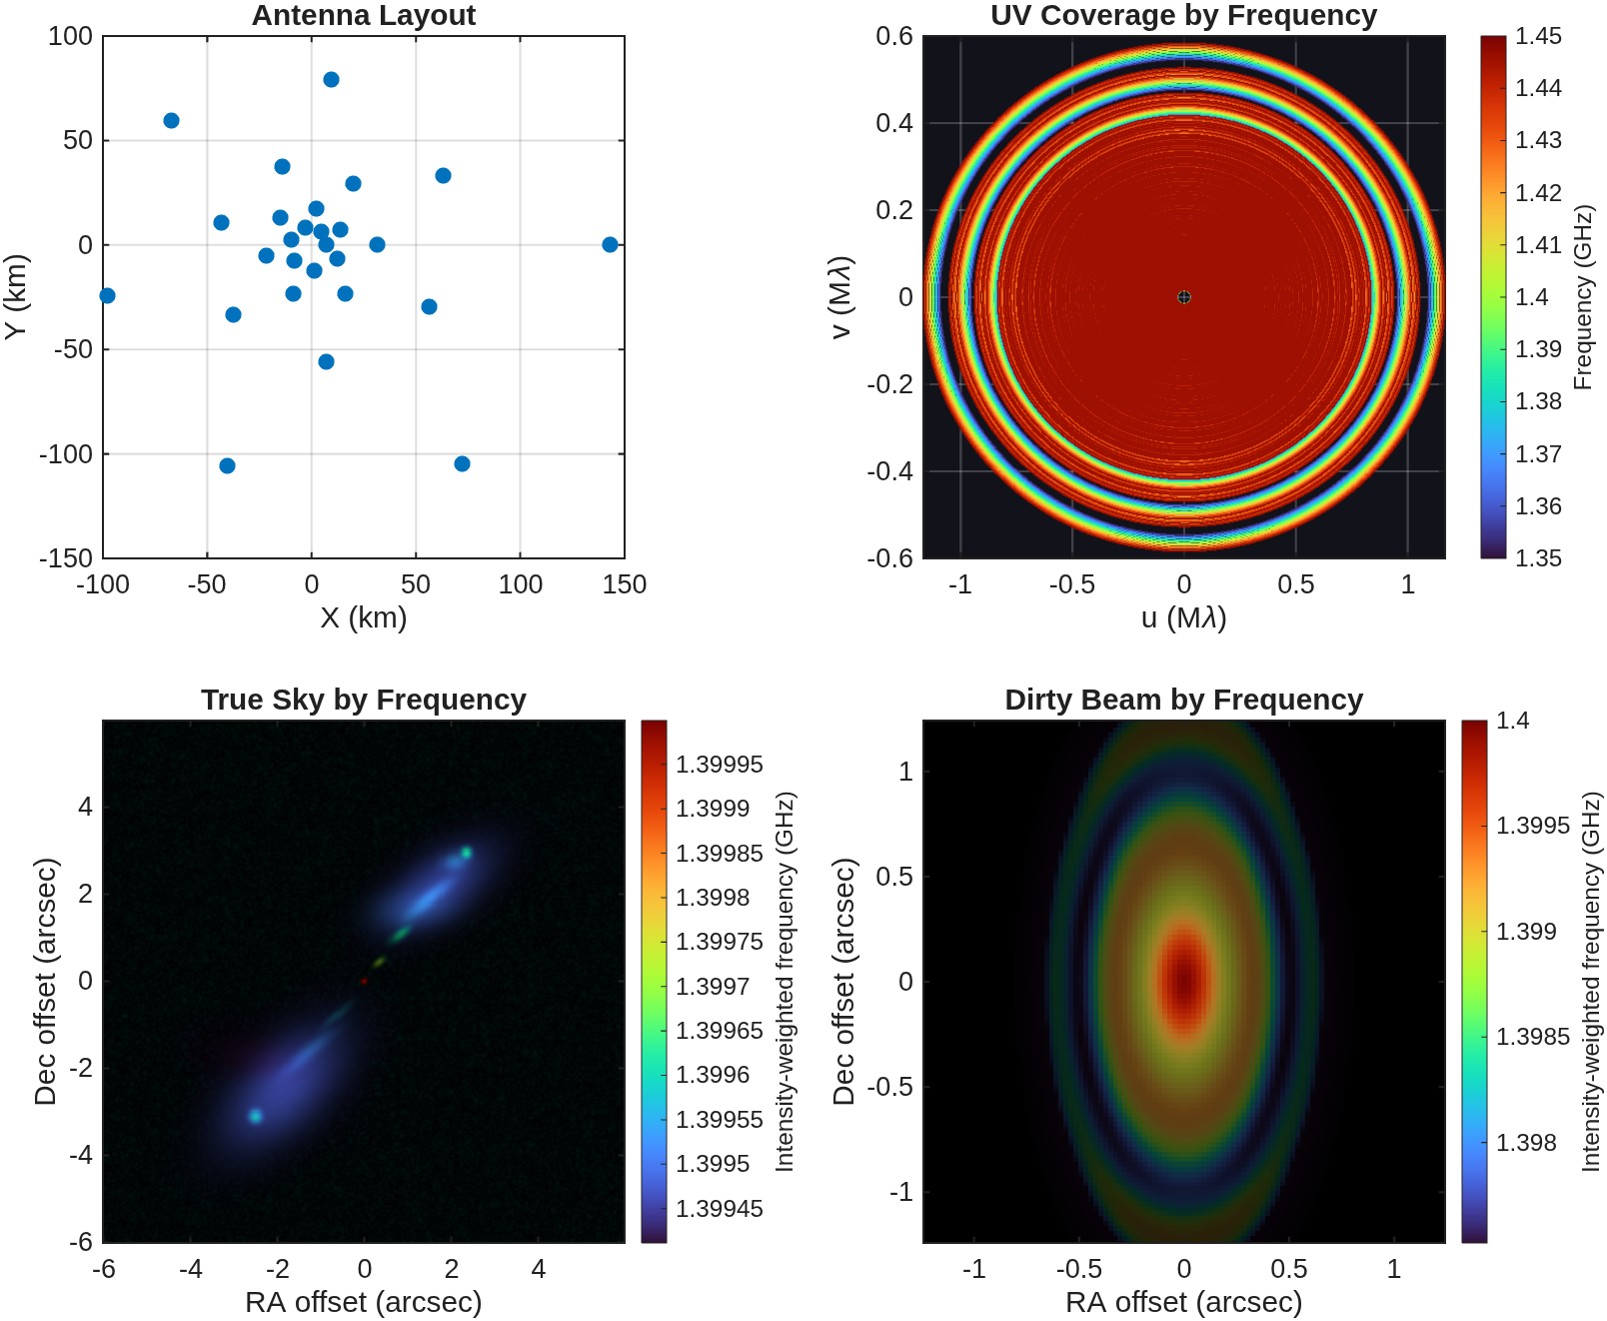 Antenna Layout
100
50
0
-50
-100
-150
-100 -50 0 50 100 150
X (km)
Y (km)
UV Coverage by Frequency
0.6
0.4
0.2
0
-0.2
-0.4
-0.6
-1 -0.5 0 0.5 1
u (Mλ)
v (Mλ)
1.45
1.44
1.43
1.42
1.41
1.4
1.39
1.38
1.37
1.36
1.35
Frequency (GHz)
True Sky by Frequency
4
2
0
-2
-4
-6
-6 -4 -2 0 2 4
RA offset (arcsec)
Dec offset (arcsec)
1.39995
1.3999
1.39985
1.3998
1.39975
1.3997
1.39965
1.3996
1.39955
1.3995
1.39945
Intensity-weighted frequency (GHz)
Dirty Beam by Frequency
1
0.5
0
-0.5
-1
-1 -0.5 0 0.5 1
RA offset (arcsec)
Dec offset (arcsec)
1.4
1.3995
1.399
1.3985
1.398
Intensity-weighted frequency (GHz)